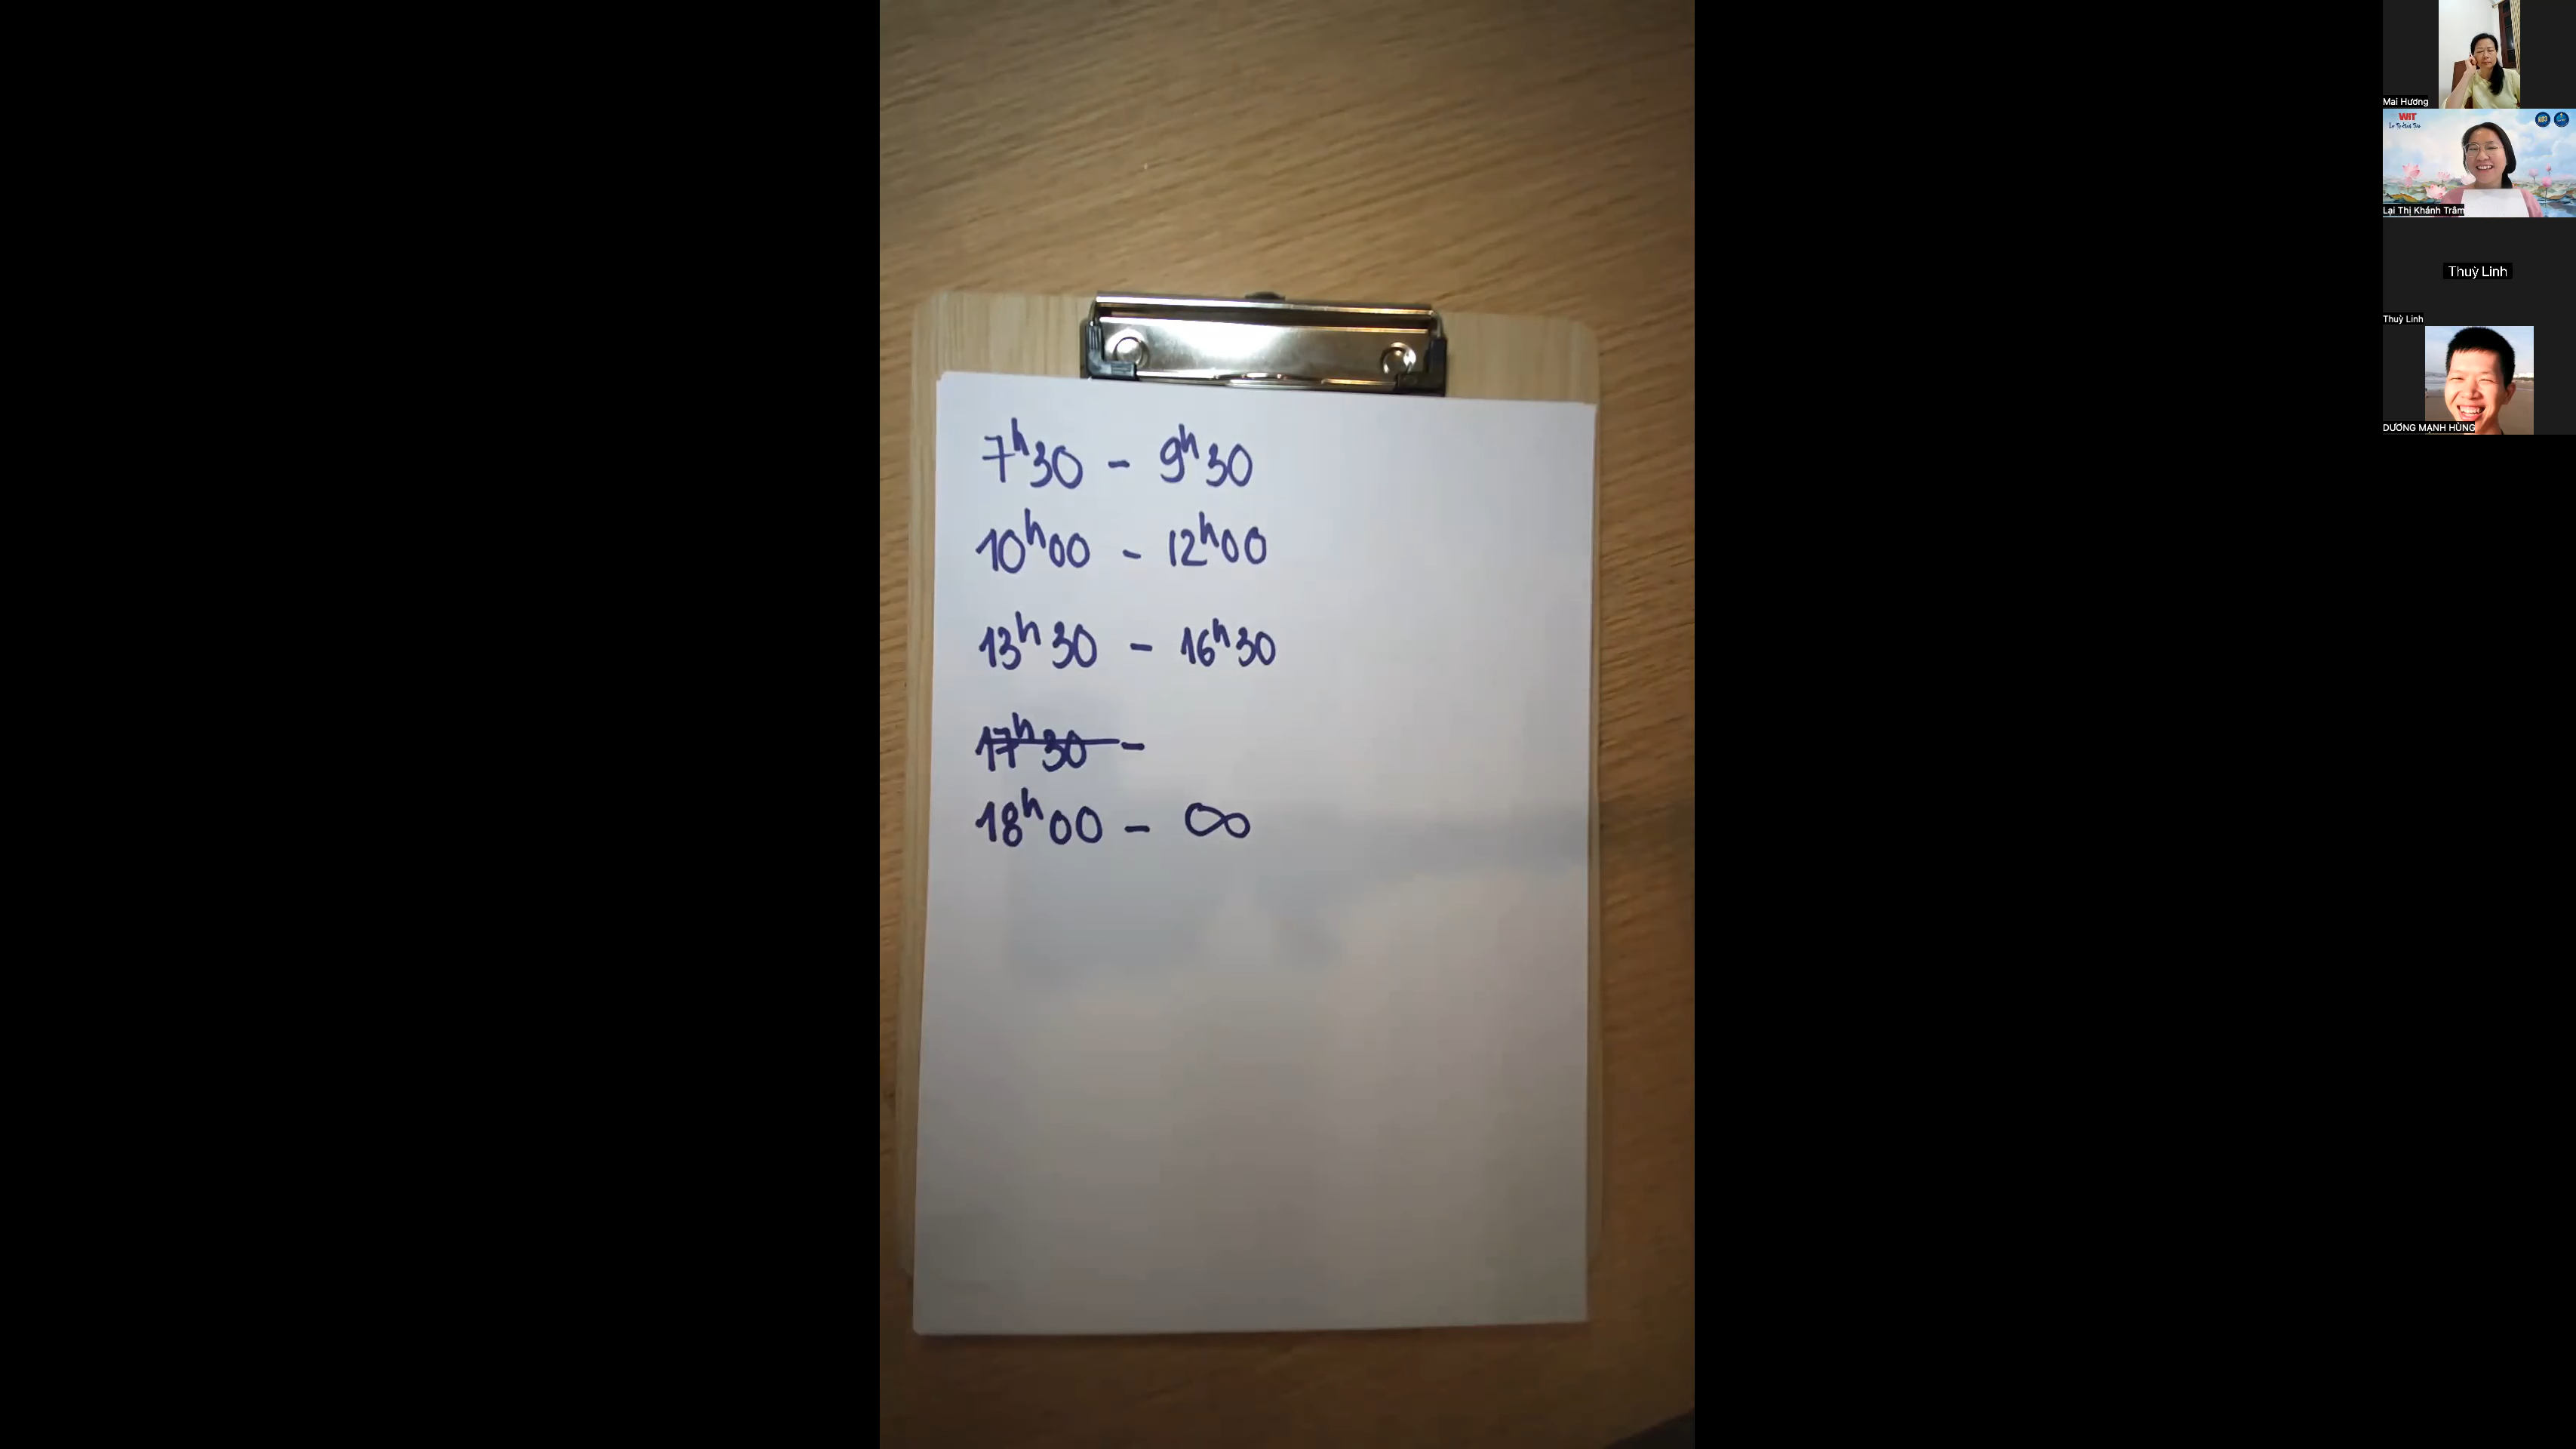 7h30 - 9h30
10h00 - 12h00
13h30 - 16h30
17h30 -
18h00 - ∞
Mai Hương
WIT
Lại Thị Khánh Trâm
Thuỳ Linh
Thuỳ Linh
DƯƠNG MẠNH HÙNG